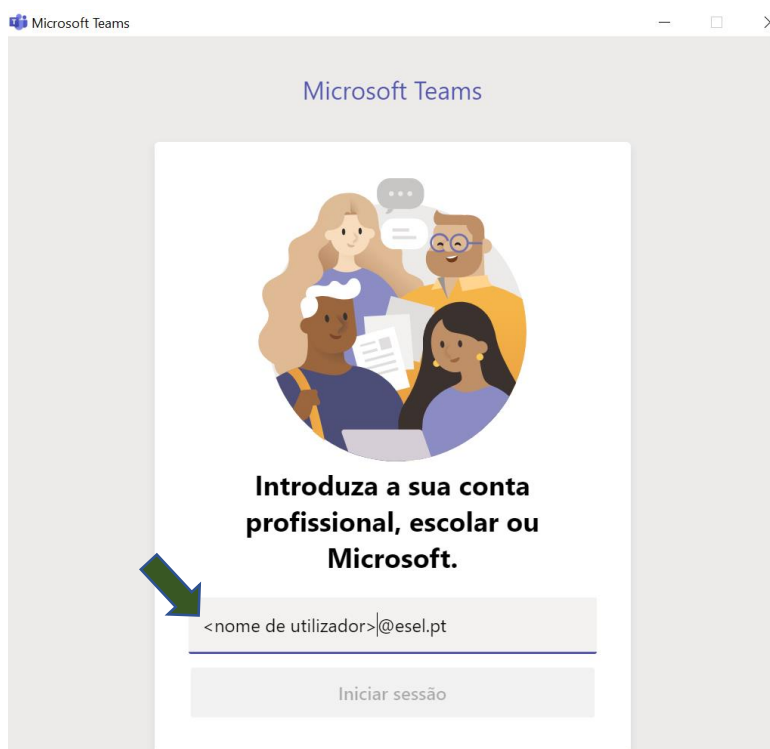 Microsoft Teams
Microsoft Teams
Introduza a sua conta
profissional, escolar ou
Microsoft.
<nome de utilizador>@esel.pt
Iniciar sessão